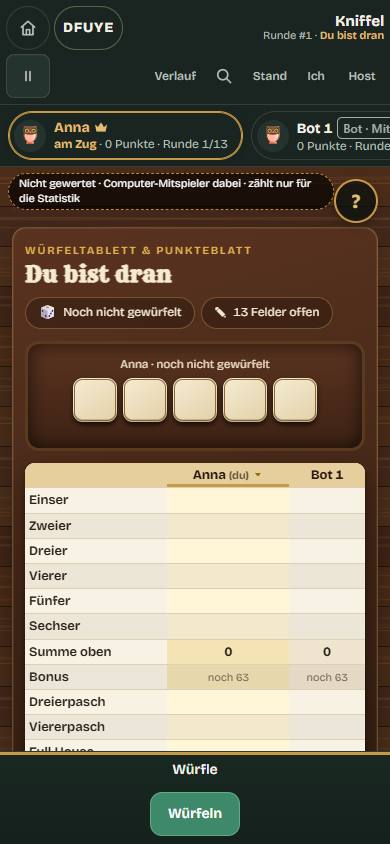 DFUYE
Kniffel
Runde #1 · Du bist dran
Verlauf
Stand
Ich
Host
Anna
am Zug · 0 Punkte · Runde 1/13
Bot 1
Bot · Mit
0 Punkte · Runde
Nicht gewertet · Computer-Mitspieler dabei · zählt nur für
die Statistik
?
WÜRFELTABLETT & PUNKTEBLATT
Du bist dran
Noch nicht gewürfelt
13 Felder offen
Anna · noch nicht gewürfelt
Anna (du) Bot 1
Einser
Zweier
Dreier
Vierer
Fünfer
Sechser
Summe oben 0 0
Bonus noch 63 noch 63
Dreierpasch
Viererpasch
Full House
Würfle
Würfeln